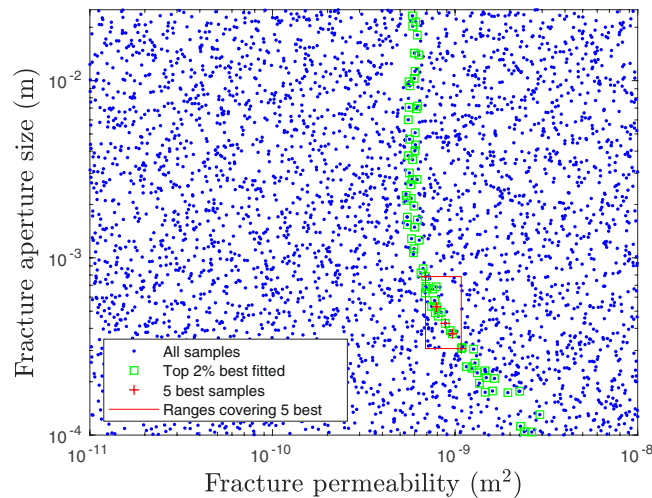 Fracture aperture size (m)
10⁻²
10⁻³
10⁻⁴
All samples
Top 2% best fitted
5 best samples
Ranges covering 5 best
10⁻¹¹ 10⁻¹⁰ 10⁻⁹ 10⁻⁸
Fracture permeability (m²)